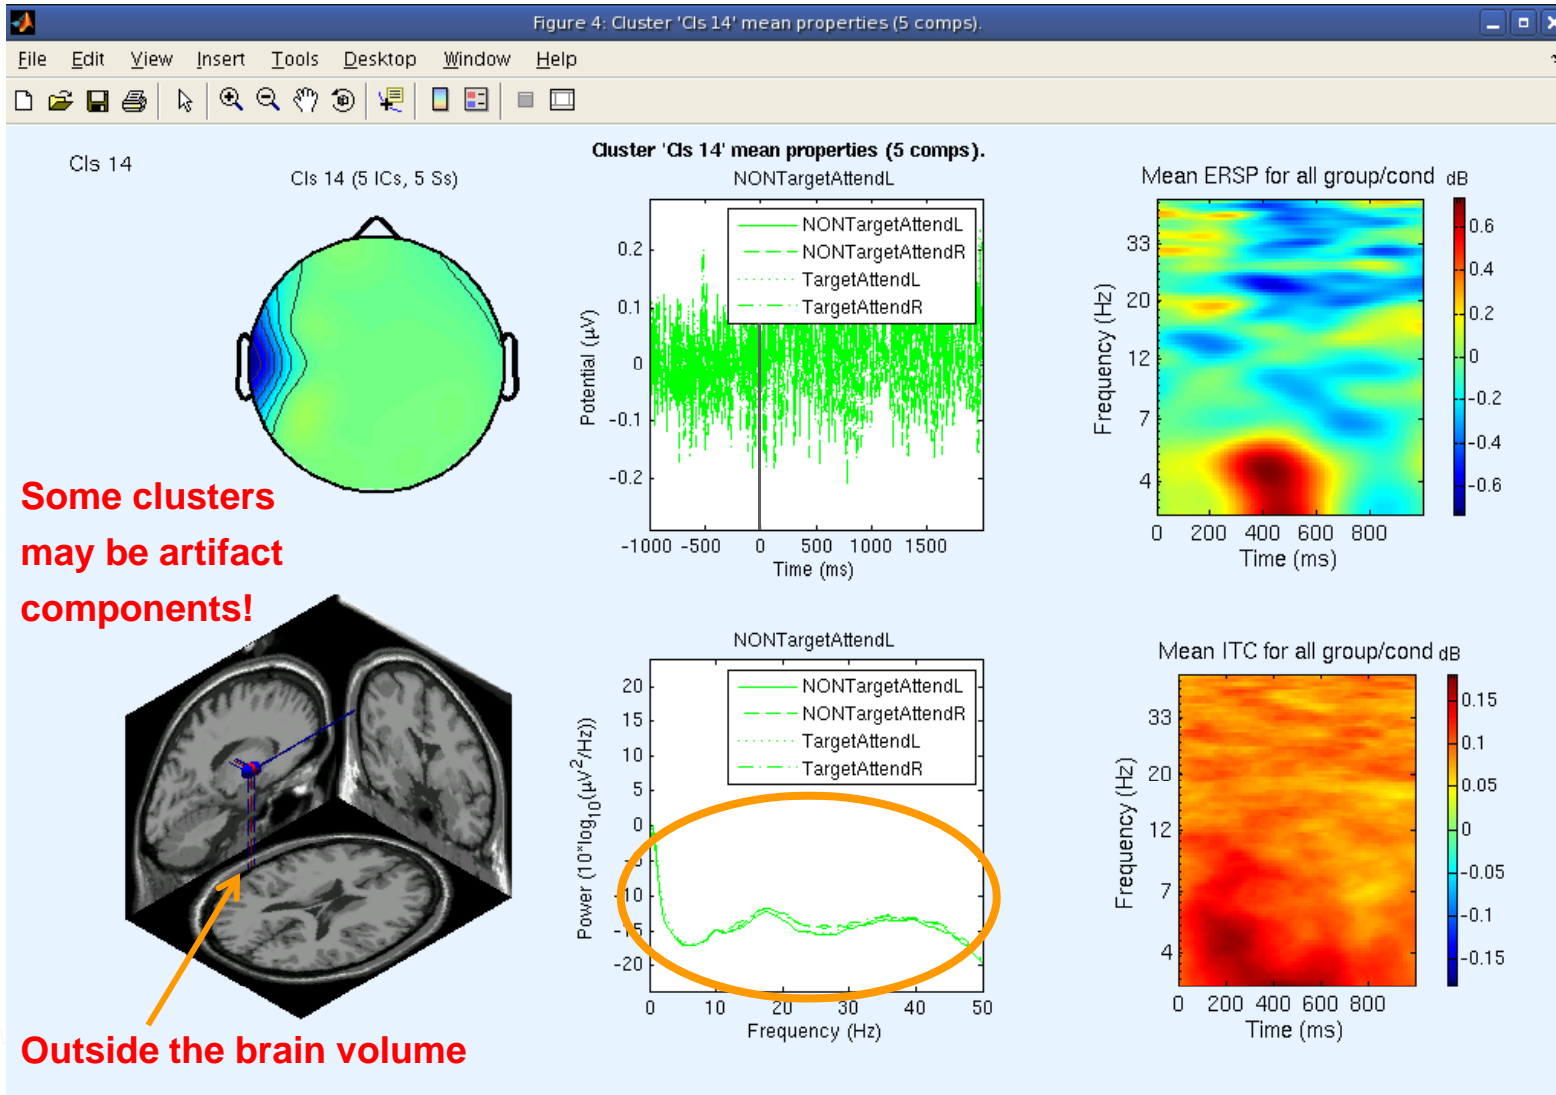 Figure 4: Cluster 'Cls 14' mean properties (5 comps).
File Edit View Insert Tools Desktop Window Help
Cls 14
Cls 14 (5 ICs, 5 Ss)
Cluster 'Cls 14' mean properties (5 comps).
NONTargetAttendL
NONTargetAttendL
NONTargetAttendR
TargetAttendL
TargetAttendR
0.2
0.1
0
-0.1
-0.2
Potential (µV)
-1000 -500 0 500 1000 1500
Time (ms)
Mean ERSP for all group/cond dB
33
20
12
7
4
Frequency (Hz)
0 200 400 600 800
Time (ms)
0.6
0.4
0.2
0
-0.2
-0.4
-0.6
Some clusters
may be artifact
components!
Outside the brain volume
NONTargetAttendL
NONTargetAttendL
NONTargetAttendR
TargetAttendL
TargetAttendR
20
15
10
5
0
-5
-10
-15
-20
Power (10*log10(µV2/Hz))
0 10 20 30 40 50
Frequency (Hz)
Mean ITC for all group/cond dB
33
20
12
7
4
Frequency (Hz)
0 200 400 600 800
Time (ms)
0.15
0.1
0.05
0
-0.05
-0.1
-0.15